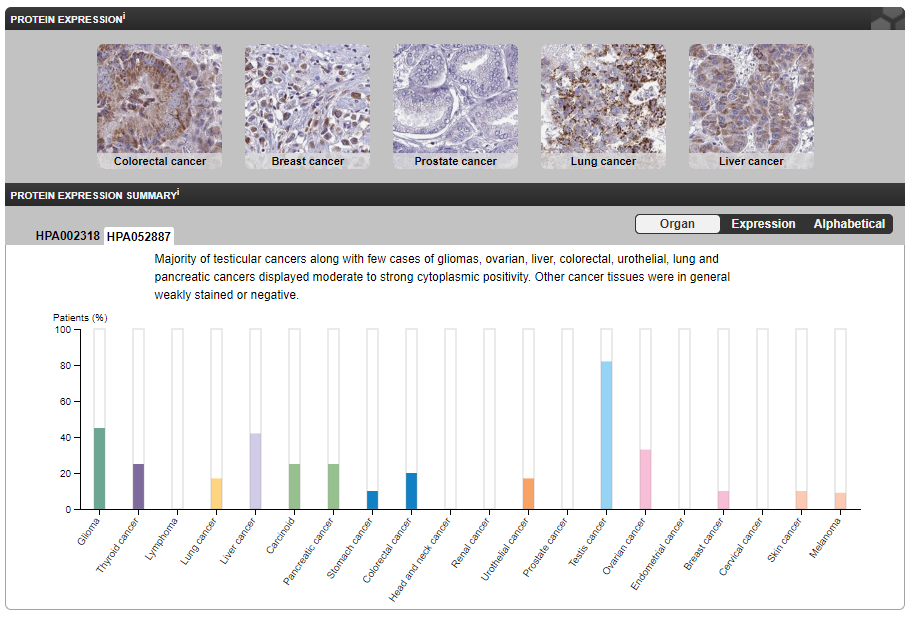 PROTEIN EXPRESSIONi
Colorectal cancer
Breast cancer
Prostate cancer
Lung cancer
Liver cancer
PROTEIN EXPRESSION SUMMARYi
Organ Expression Alphabetical
HPA002318 HPA052887
Majority of testicular cancers along with few cases of gliomas, ovarian, liver, colorectal, urothelial, lung and
pancreatic cancers displayed moderate to strong cytoplasmic positivity. Other cancer tissues were in general
weakly stained or negative.
Patients (%)
100
80
60
40
20
0
Glioma
Thyroid cancer
Lymphoma
Lung cancer
Liver cancer
Carcinoid
Pancreatic cancer
Stomach cancer
Colorectal cancer
Head and neck cancer
Renal cancer
Urothelial cancer
Prostate cancer
Testis cancer
Ovarian cancer
Endometrial cancer
Breast cancer
Cervical cancer
Skin cancer
Melanoma